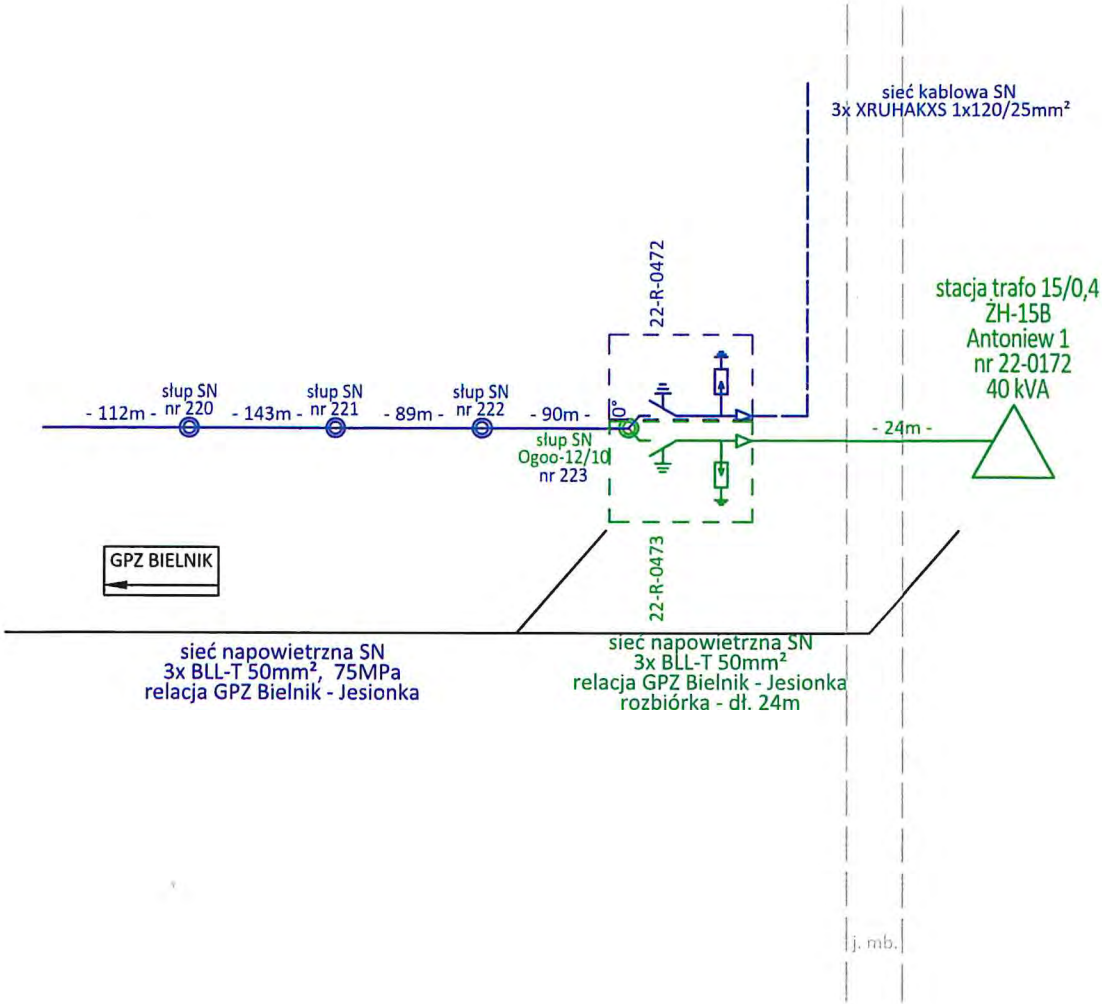 sieć kablowa SN
3x XRUHAKXS 1x120/25mm²
22-R-0472
stacja trafo 15/0,4
ŻH-15B
Antoniew 1
nr 22-0172
40 kVA
- 112m -
słup SN
nr 220
- 143m -
słup SN
nr 221
- 89m -
słup SN
nr 222
- 90m -
0°
słup SN
Ogoo-12/10
nr 223
- 24m -
GPZ BIELNIK
22-R-0473
sieć napowietrzna SN
3x BLL-T 50mm², 75MPa
relacja GPZ Bielnik - Jesionka
sieć napowietrzna SN
3x BLL-T 50mm²
relacja GPZ Bielnik - Jesionka
rozbiórka - dł. 24m
j. mb.